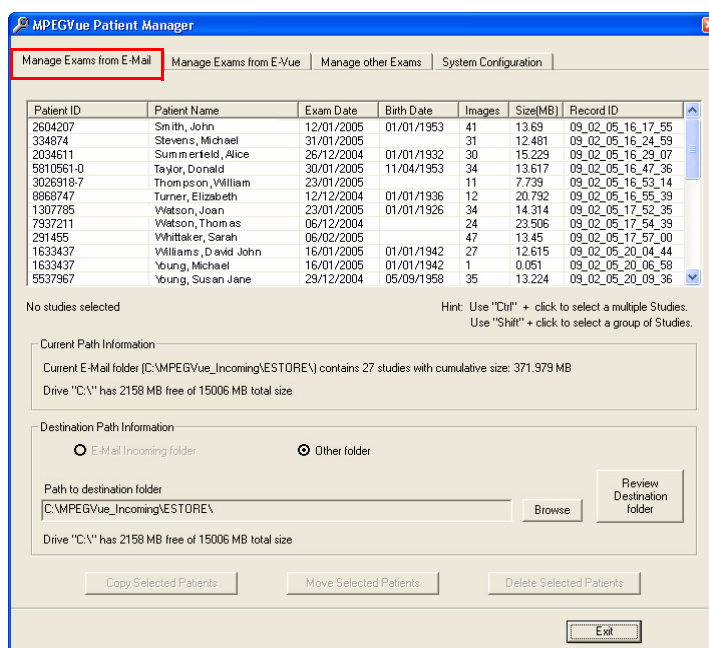 MPEGVue Patient Manager
Manage Exams from E-Mail Manage Exams from E-Vue Manage other Exams System Configuration
Patient ID Patient Name Exam Date Birth Date Images Size(MB) Record ID
2604207 Smith, John 12/01/2005 01/01/1953 41 13.69 09_02_05_16_17_55
334874 Stevens, Michael 31/01/2005 31 12.481 09_02_05_16_24_59
2034611 Summerfield, Alice 26/12/2004 01/01/1932 30 15.229 09_02_05_16_29_07
5810561-0 Taylor, Donald 30/01/2005 11/04/1953 34 13.617 09_02_05_16_47_36
3026918-7 Thompson, William 23/01/2005 11 7.739 09_02_05_16_53_14
8868747 Turner, Elizabeth 12/12/2004 01/01/1936 12 20.792 09_02_05_16_55_39
1307785 Watson, Joan 23/01/2005 01/01/1926 34 14.314 09_02_05_17_52_35
7937211 Watson, Thomas 06/12/2004 24 23.506 09_02_05_17_54_39
291455 Whittaker, Sarah 06/02/2005 47 13.45 09_02_05_17_57_00
1633437 Williams, David John 16/01/2005 01/01/1942 27 12.615 09_02_05_20_04_44
1633437 Young, Michael 16/01/2005 01/01/1942 1 0.051 09_02_05_20_06_58
5537967 Young, Susan Jane 29/12/2004 05/09/1958 35 13.224 09_02_05_20_09_36
No studies selected Hint: Use "Ctrl" + click to select a multiple Studies.
Use "Shift" + click to select a group of Studies.
Current Path Information
Current E-Mail folder (C:\MPEGVue_Incoming\ESTORE\) contains 27 studies with cumulative size: 371.979 MB
Drive "C:\" has 2158 MB free of 15006 MB total size
Destination Path Information
E-Mail Incoming folder Other folder
Path to destination folder
C:\MPEGVue_Incoming\ESTORE\
Browse
Review
Destination
folder
Drive "C:\" has 2158 MB free of 15006 MB total size
Copy Selected Patients Move Selected Patients Delete Selected Patients
Exit